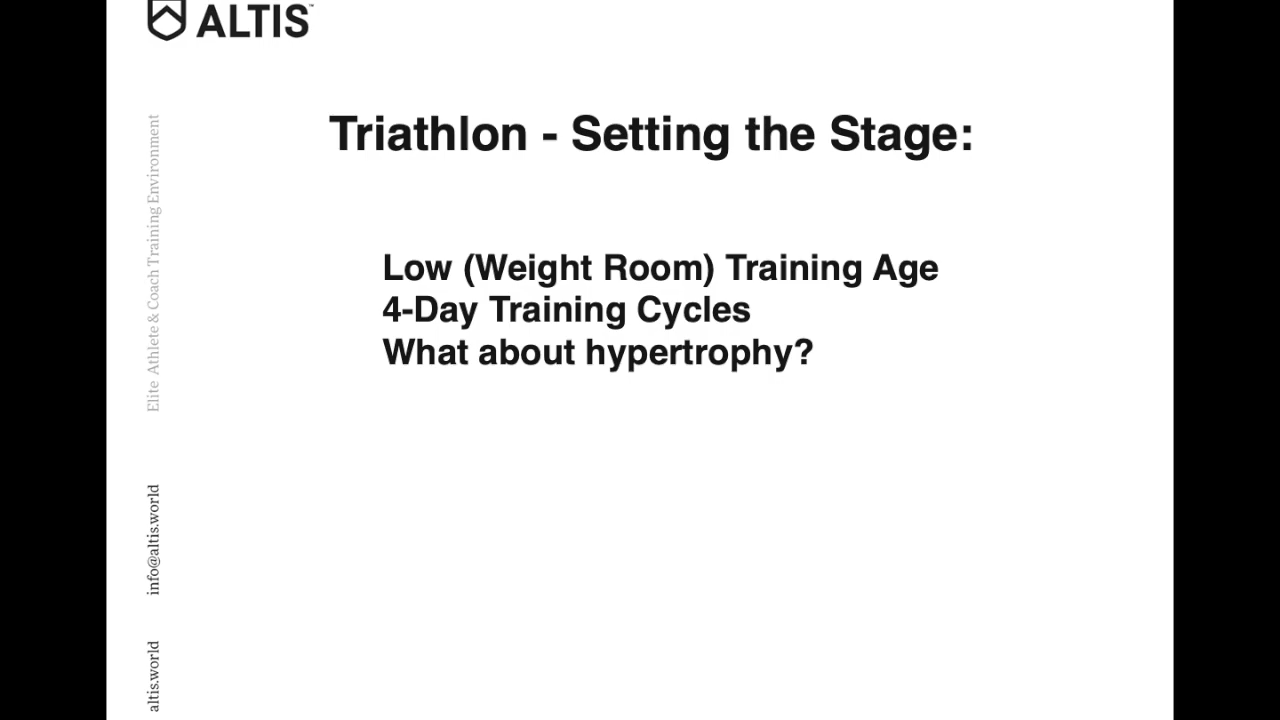 ALTIS™
Triathlon - Setting the Stage:
Low (Weight Room) Training Age
4-Day Training Cycles
What about hypertrophy?
Elite Athlete & Coach Training Environment
info@altis.world
altis.world